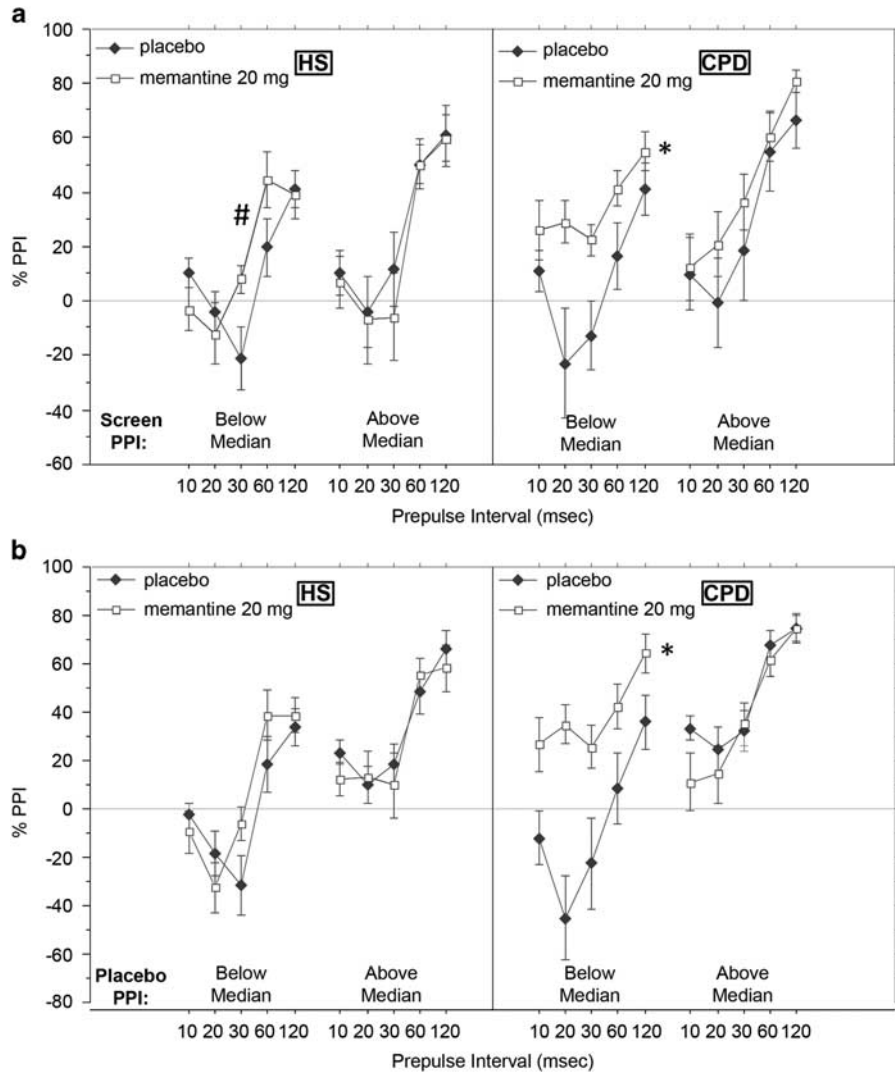 a
100
80
60
40
20
0
-20
-40
-60
% PPI
placebo
memantine 20 mg
HS
#
Screen PPI:
Below Median
Above Median
placebo
memantine 20 mg
CPD
*
Below Median
Above Median
10 20 30 60 120 10 20 30 60 120 10 20 30 60 120 10 20 30 60 120
Prepulse Interval (msec)
b
100
80
60
40
20
0
-20
-40
-60
-80
% PPI
placebo
memantine 20 mg
HS
Placebo PPI:
Below Median
Above Median
placebo
memantine 20 mg
CPD
*
Below Median
Above Median
10 20 30 60 120 10 20 30 60 120 10 20 30 60 120 10 20 30 60 120
Prepulse Interval (msec)